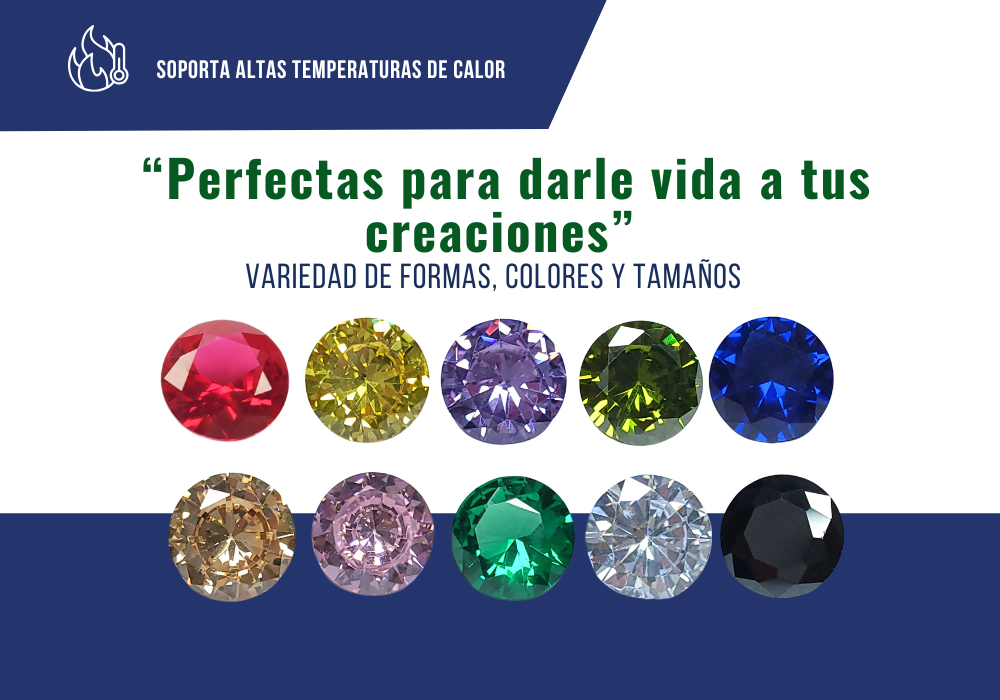 SOPORTA ALTAS TEMPERATURAS DE CALOR
“Perfectas para darle vida a tus
creaciones”
VARIEDAD DE FORMAS, COLORES Y TAMAÑOS